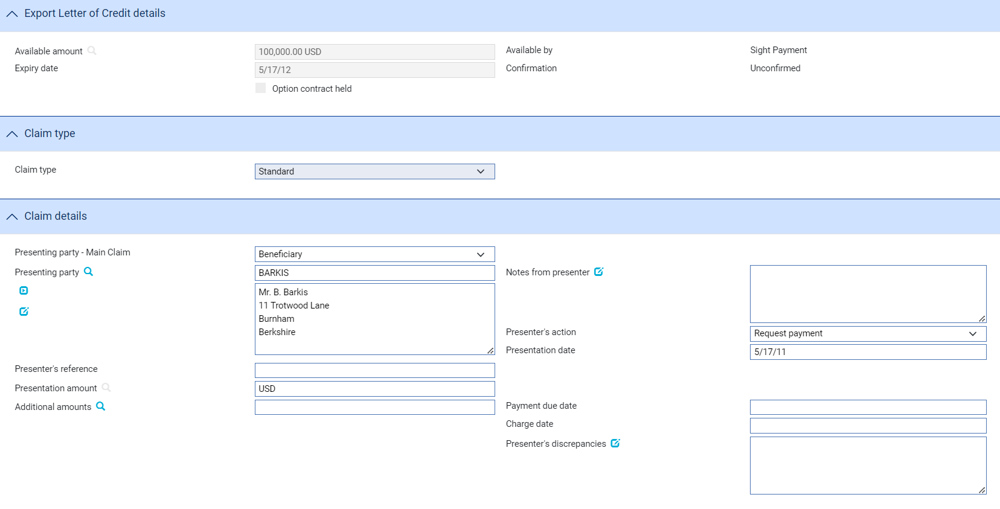 Export Letter of Credit details
Available amount
100,000.00 USD
Available by
Sight Payment
Expiry date
5/17/12
Confirmation
Unconfirmed
Option contract held
Claim type
Claim type
Standard
Claim details
Presenting party - Main Claim
Beneficiary
Presenting party
BARKIS
Notes from presenter
Mr. B. Barkis
11 Trotwood Lane
Burnham
Berkshire
Presenter's action
Request payment
Presentation date
5/17/11
Presenter's reference
Presentation amount
USD
Additional amounts
Payment due date
Charge date
Presenter's discrepancies